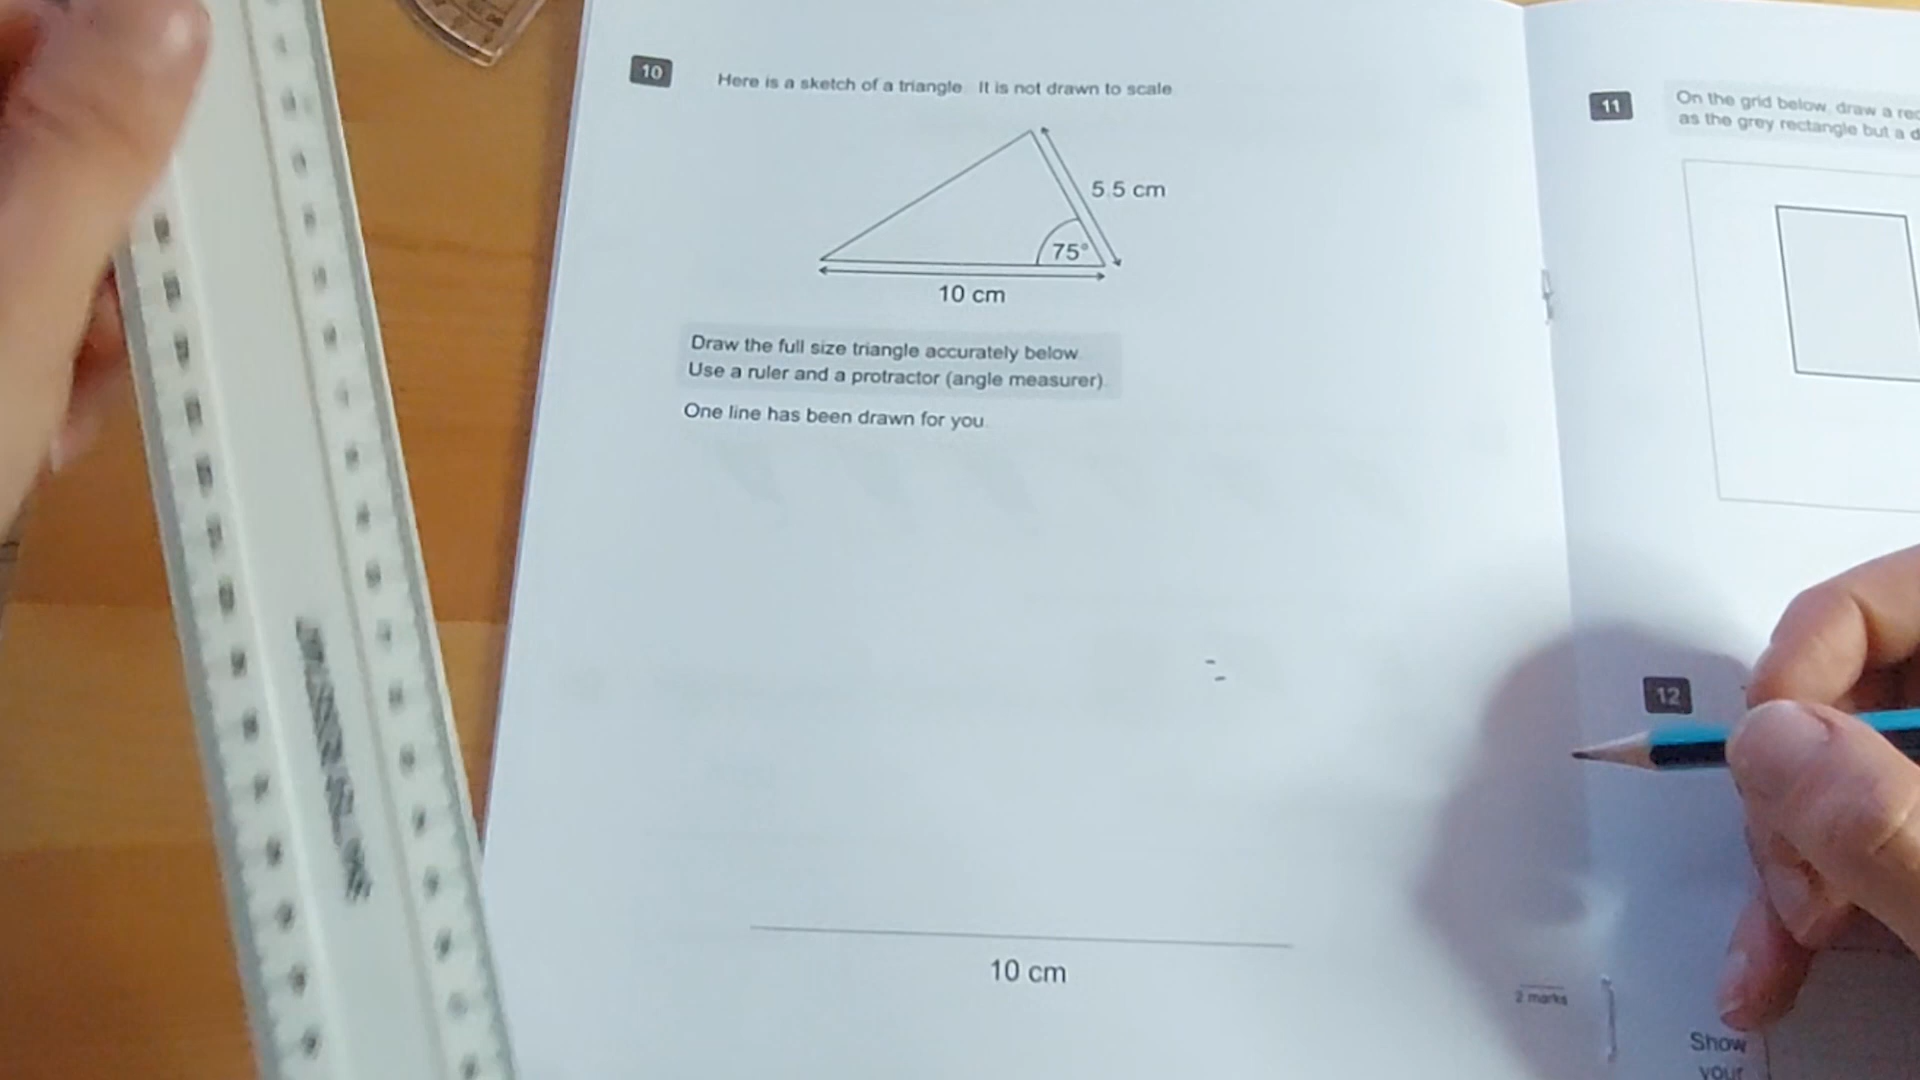 10
Here is a sketch of a triangle. It is not drawn to scale.
5.5 cm
75°
10 cm
Draw the full size triangle accurately below.
Use a ruler and a protractor (angle measurer).
One line has been drawn for you.
10 cm
2 marks
11
On the grid below, draw a rec
as the grey rectangle but a d
12
Show
your